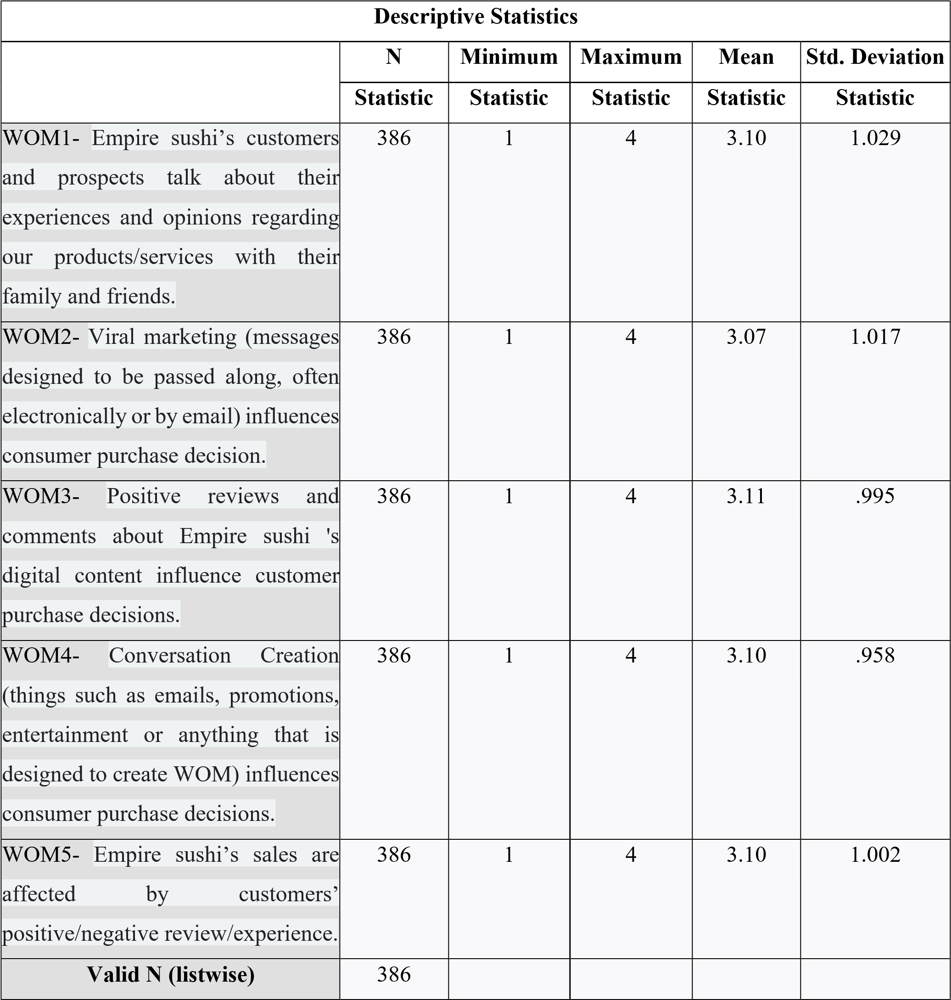 Descriptive Statistics
N Minimum Maximum Mean Std. Deviation
Statistic Statistic Statistic Statistic Statistic
WOM1- Empire sushi’s customers 386 1 4 3.10 1.029
and prospects talk about their
experiences and opinions regarding
our products/services with their
family and friends.
WOM2- Viral marketing (messages 386 1 4 3.07 1.017
designed to be passed along, often
electronically or by email) influences
consumer purchase decision.
WOM3- Positive reviews and 386 1 4 3.11 .995
comments about Empire sushi 's
digital content influence customer
purchase decisions.
WOM4- Conversation Creation 386 1 4 3.10 .958
(things such as emails, promotions,
entertainment or anything that is
designed to create WOM) influences
consumer purchase decisions.
WOM5- Empire sushi’s sales are 386 1 4 3.10 1.002
affected by customers’
positive/negative review/experience.
Valid N (listwise) 386